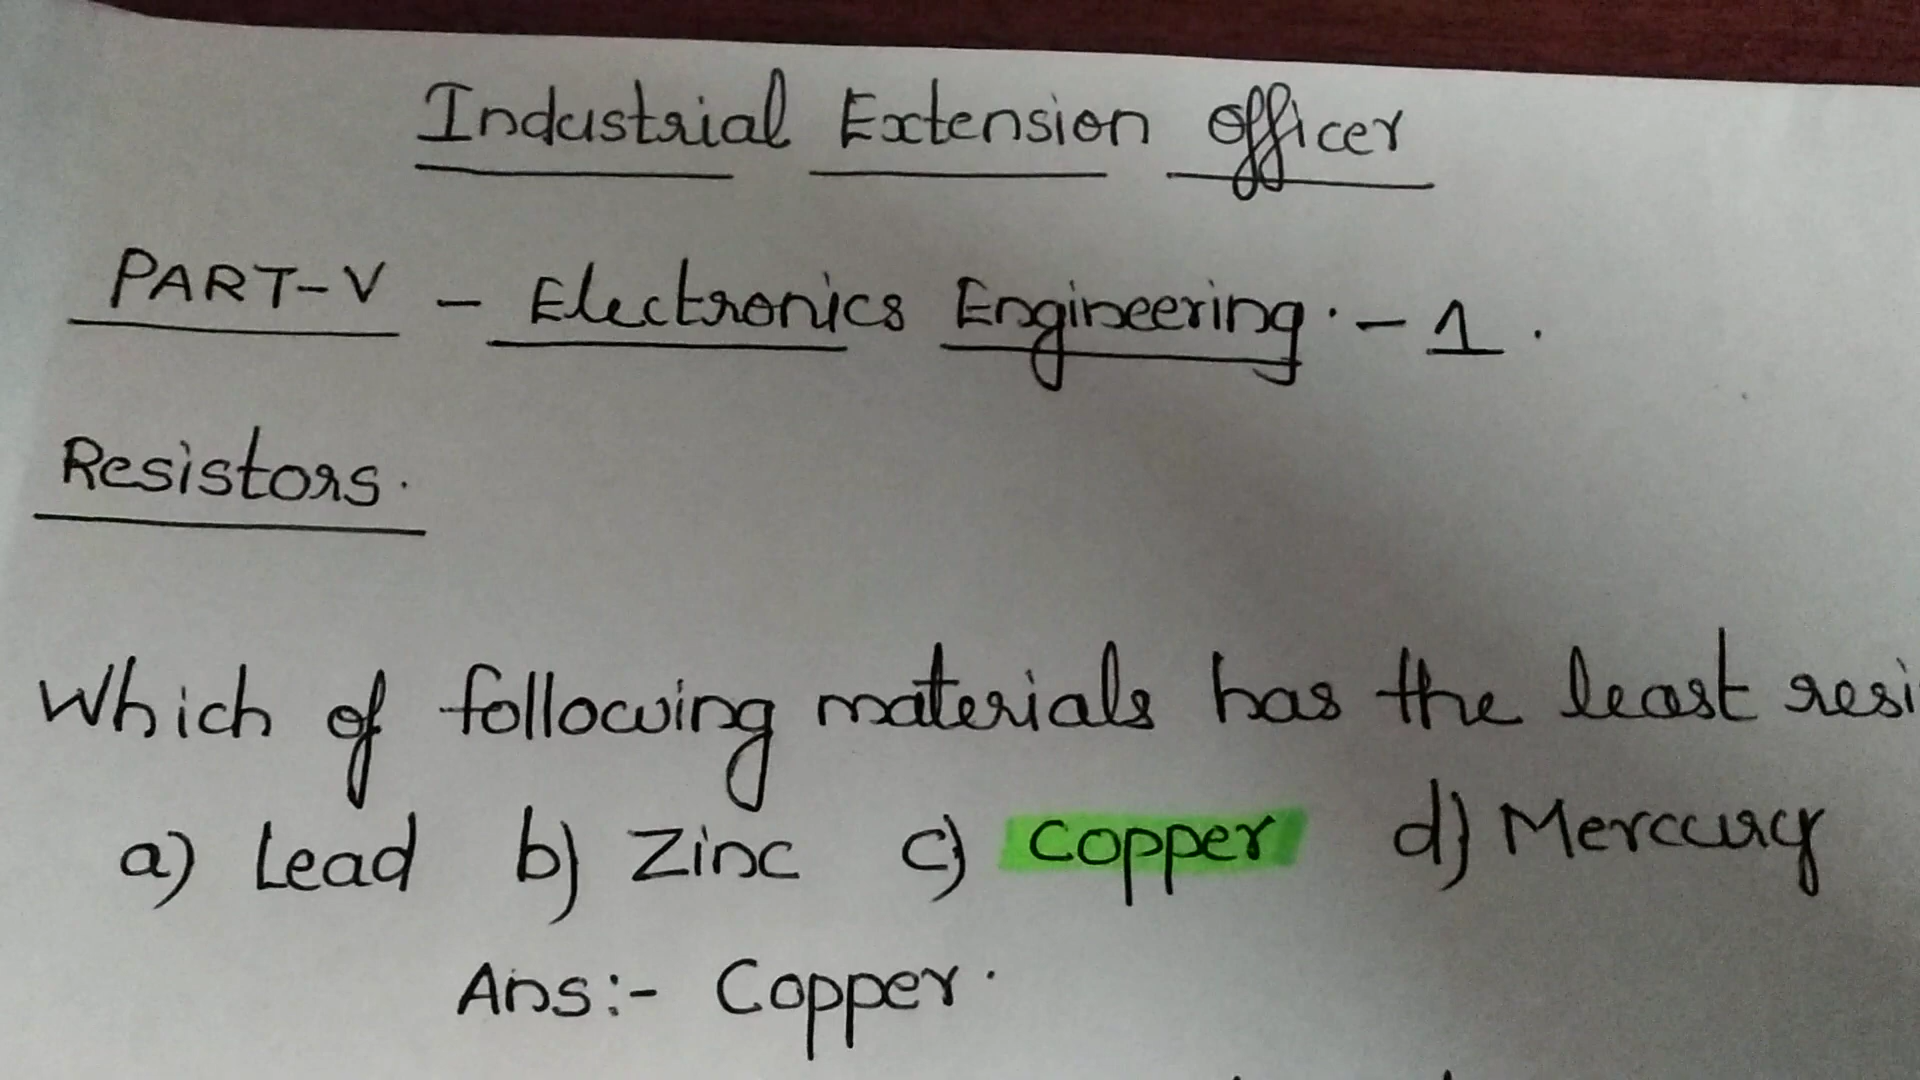 Industrial Extension Officer
PART-V - Electronics Engineering. - 1.
Resistors.
Which of following materials has the least resi
a) Lead b) Zinc c) Copper d) Mercury
Ans:- Copper.